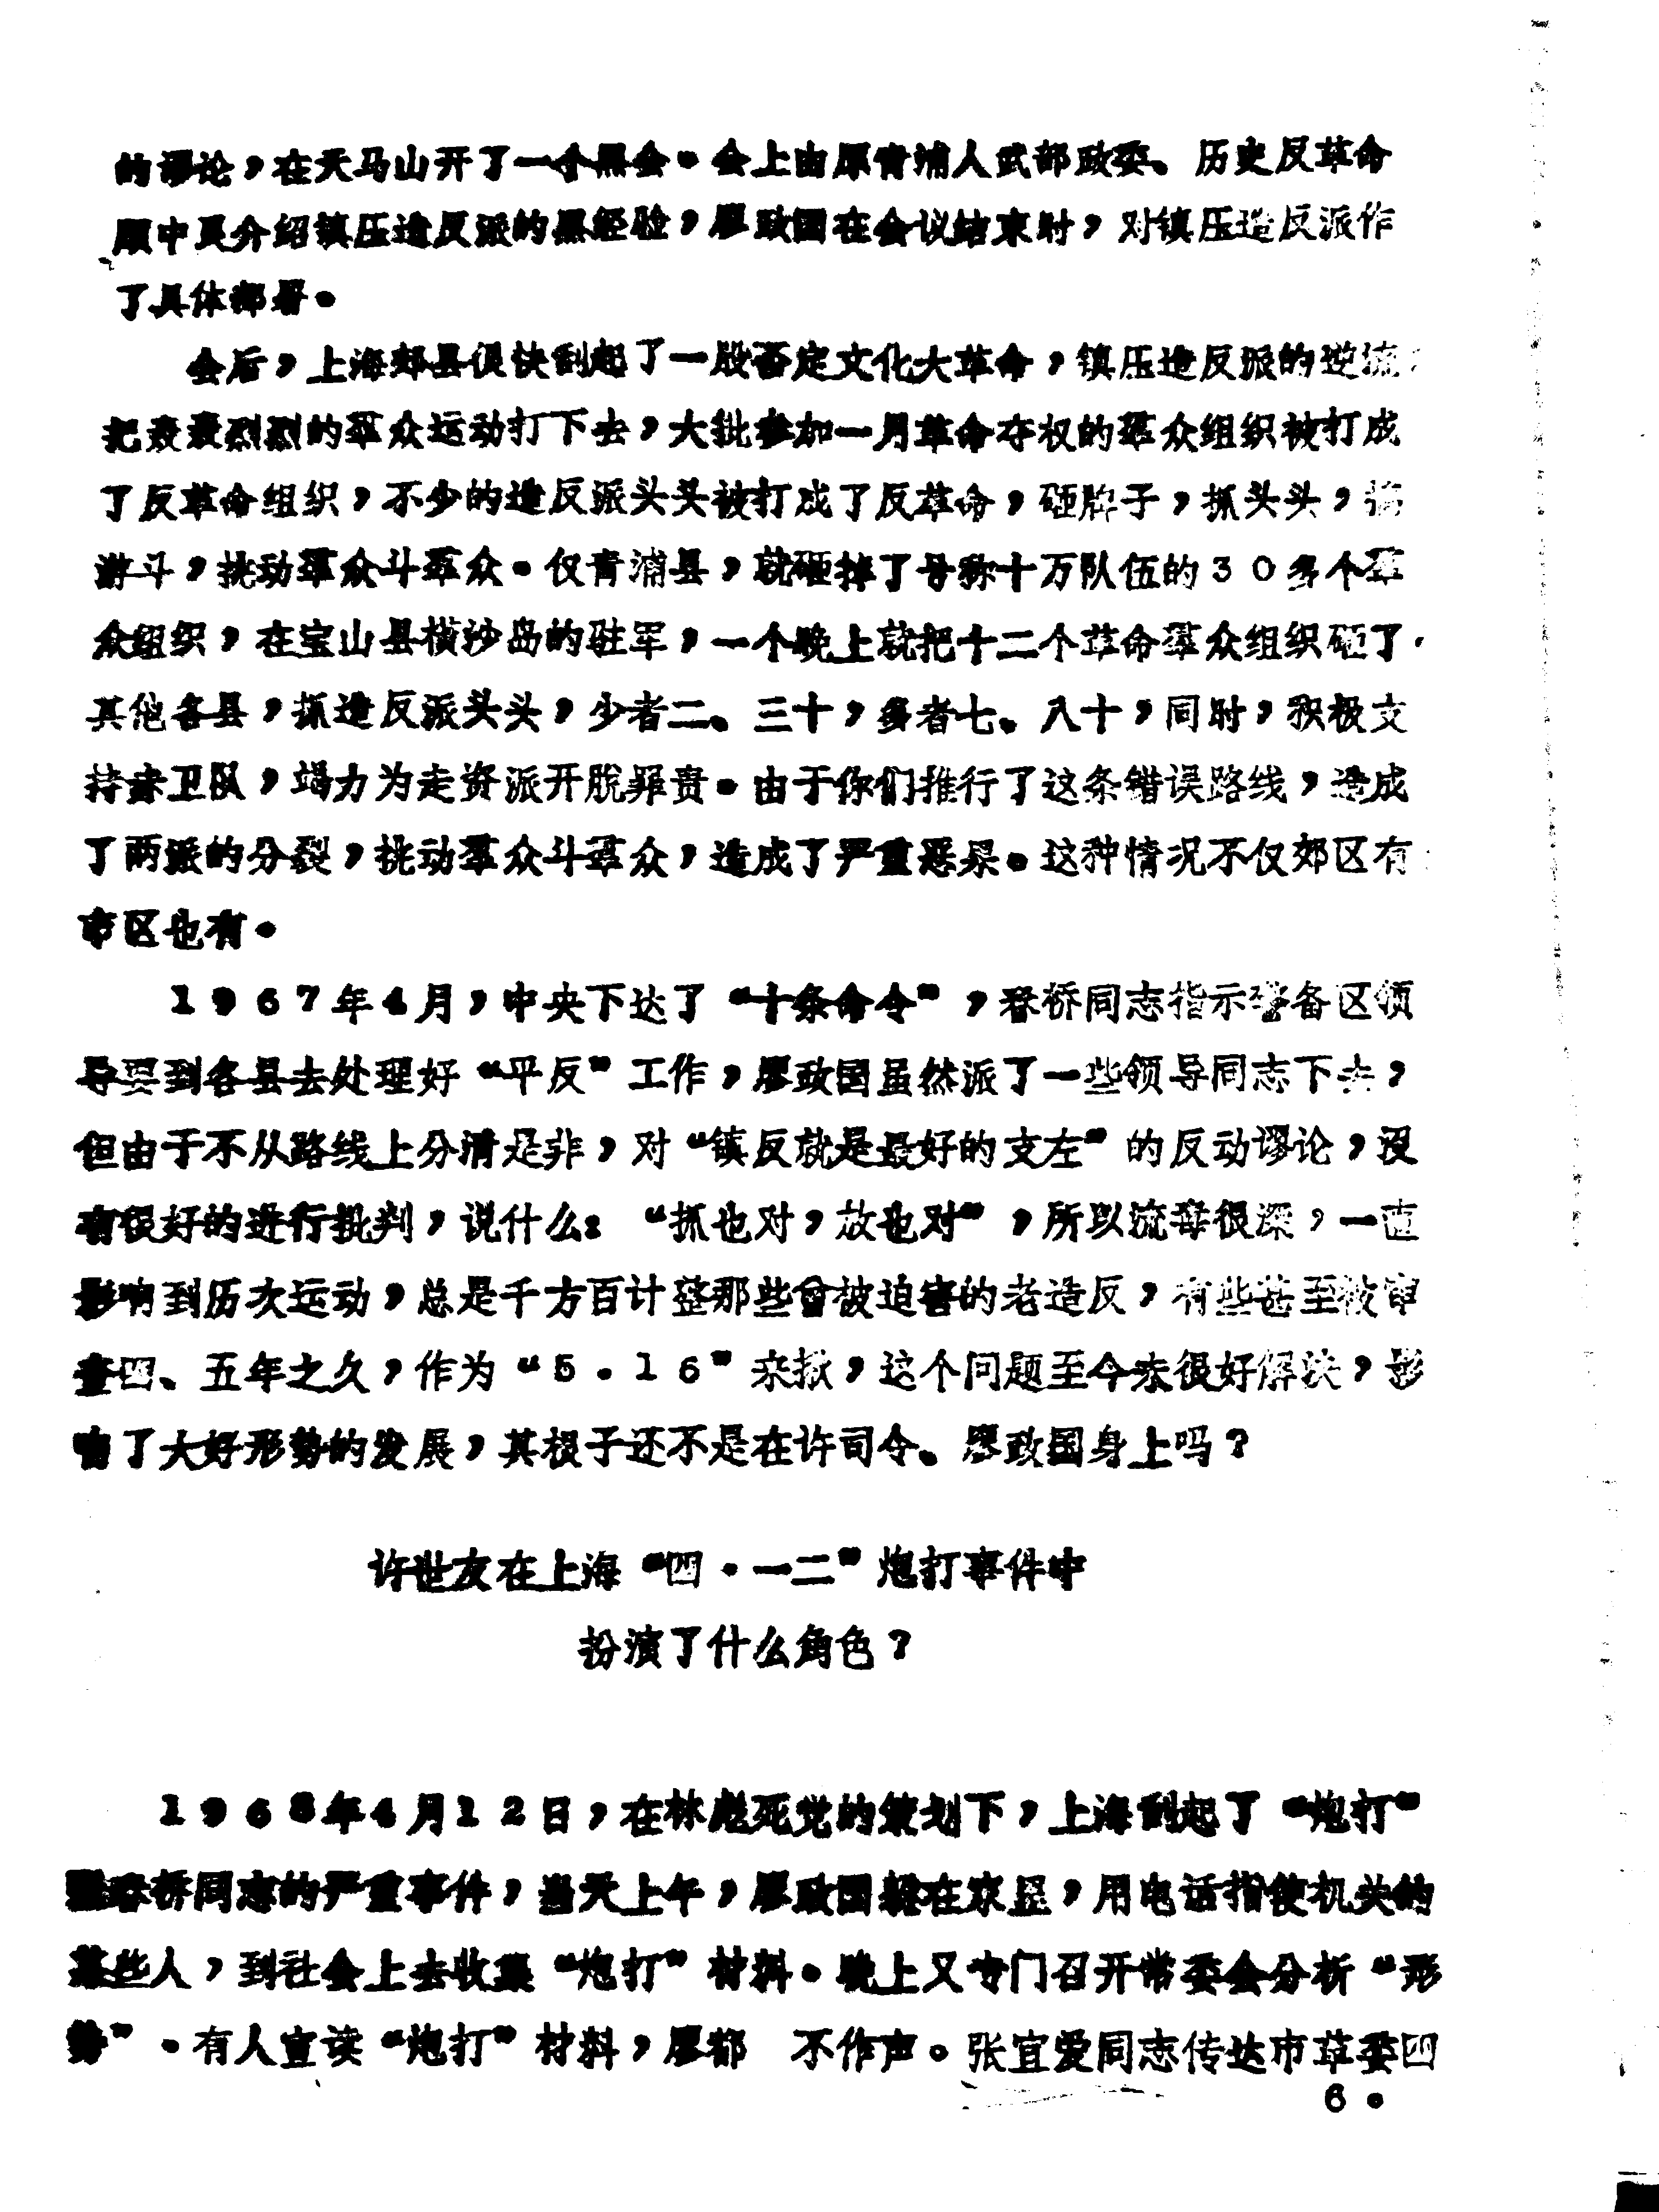 的谬论，在天马山开了一个黑会。会上由原青浦人武部政委、历史反革命
顾中灵介绍镇压造反派的黑经验，廖政国在会议结束时，对镇压造反派作
了具体部署。
会后，上海郊县很快刮起了一股否定文化大革命，镇压造反派的逆流，
把轰轰烈烈的羣众运动打下去，大批参加一月革命夺权的羣众组织被打成
了反革命组织，不少的造反派头头被打成了反革命，砸牌子，抓头头，搞
游斗，挑动羣众斗羣众。仅青浦县，就砸掉了号称十万队伍的３０多个羣
众组织，在宝山县横沙岛的驻军，一个晚上就把十二个革命羣众组织砸了，
其他各县，抓造反派头头，少者二、三十，多者七、八十，同时，积极支
持赤卫队，竭力为走资派开脱罪责。由于你们推行了这条错误路线，造成
了两派的分裂，挑动羣众斗羣众，造成了严重恶果。这种情况不仅郊区有，
市区也有。
１９６７年４月，中央下达了“十条命令”，春桥同志指示警备区领
导要到各县去处理好“平反”工作，廖政国虽然派了一些领导同志下去，
但由于不从路线上分清是非，对“镇反就是最好的支左”的反动谬论，没
有很好的进行批判，说什么：“抓也对，放也对”，所以流毒很深，一直
影响到历次运动，总是千方百计整那些曾被迫害的老造反，有些甚至被审
查四、五年之久，作为“５·１６”来揪，这个问题至今未很好解决，影
响了大好形势的发展，其根子还不是在许司令、廖政国身上吗？
许世友在上海“四·一二”炮打事件中
扮演了什么角色？
１９６８年４月１２日，在林彪死党的策划下，上海刮起了“炮打”
张春桥同志的严重事件，当天上午，廖政国躲在家里，用电话指使机关的
某些人，到社会上去收集“炮打”材料。晚上又专门召开常委会分析“形
势”。有人宣读“炮打”材料，廖都 不作声。张宜爱同志传达市革委四
６。